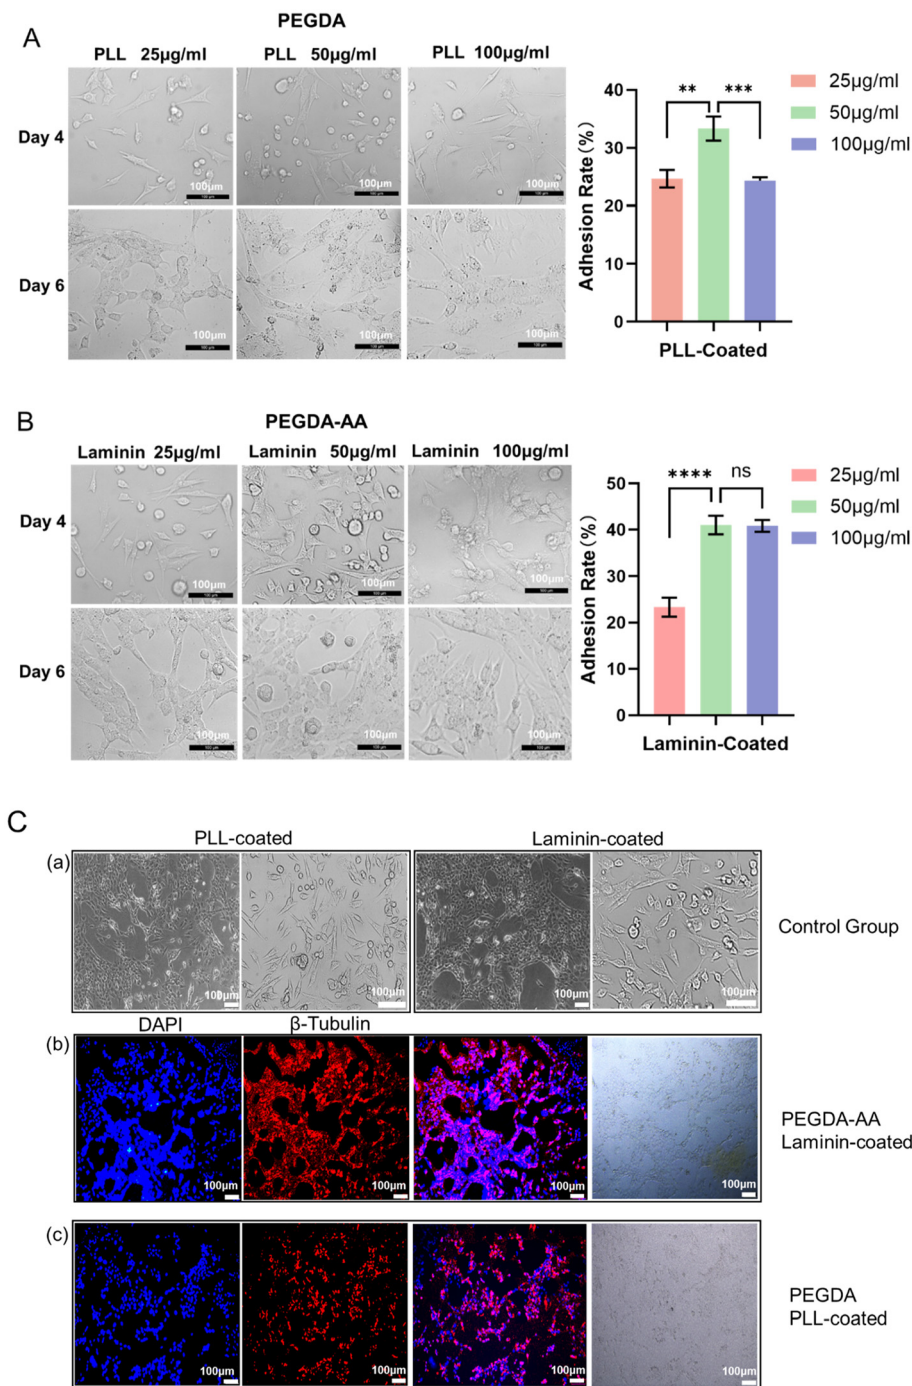 A
PEGDA
PLL 25μg/ml
PLL 50μg/ml
PLL 100μg/ml
Day 4
100μm
100μm
100μm
Day 6
100μm
100μm
100μm
Adhesion Rate (%)
40
30
20
10
0
** ***
PLL-Coated
25μg/ml
50μg/ml
100μg/ml
B
PEGDA-AA
Laminin 25μg/ml
Laminin 50μg/ml
Laminin 100μg/ml
Day 4
100μm
100μm
100μm
Day 6
100μm
100μm
100μm
Adhesion Rate (%)
50
40
30
20
10
0
**** ns
Laminin-Coated
25μg/ml
50μg/ml
100μg/ml
C
PLL-coated
Laminin-coated
(a)
100μm
100μm
100μm
100μm
Control Group
DAPI
β-Tubulin
(b)
100μm
100μm
100μm
100μm
PEGDA-AA
Laminin-coated
(c)
100μm
100μm
100μm
100μm
PEGDA
PLL-coated